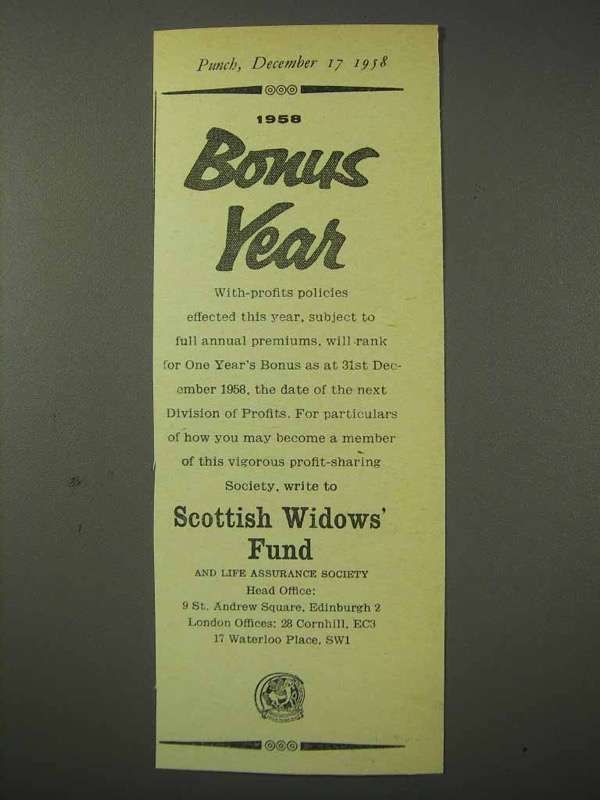 Punch, December 17 1958
1958
Bonus
Year
With-profits policies
effected this year, subject to
full annual premiums, will rank
for One Year's Bonus as at 31st Dec-
ember 1958, the date of the next
Division of Profits. For particulars
of how you may become a member
of this vigorous profit-sharing
Society, write to
Scottish Widows'
Fund
AND LIFE ASSURANCE SOCIETY
Head Office:
9 St. Andrew Square, Edinburgh 2
London Offices: 28 Cornhill, EC3
17 Waterloo Place, SW1